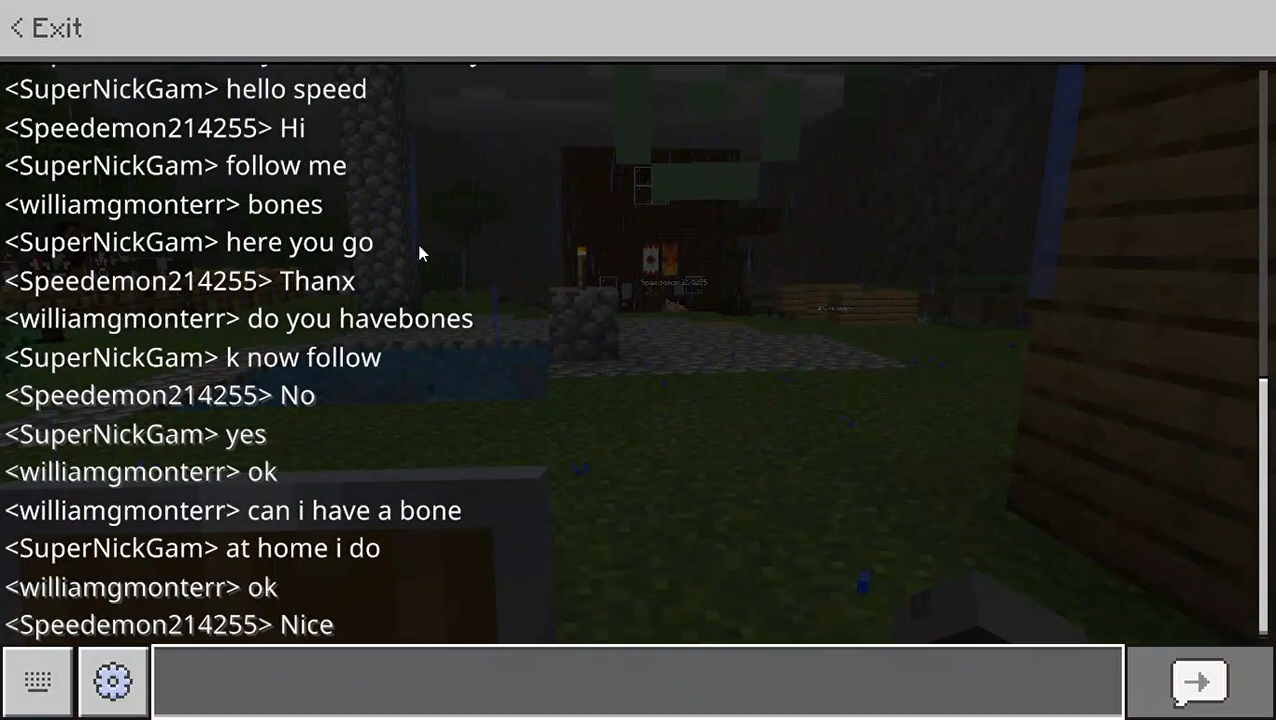 < Exit
<SuperNickGam> hello speed
<Speedemon214255> Hi
<SuperNickGam> follow me
<williamgmonterr> bones
<SuperNickGam> here you go
<Speedemon214255> Thanx
<williamgmonterr> do you havebones
<SuperNickGam> k now follow
<Speedemon214255> No
<SuperNickGam> yes
<williamgmonterr> ok
<williamgmonterr> can i have a bone
<SuperNickGam> at home i do
<williamgmonterr> ok
<Speedemon214255> Nice
Speedemon214255